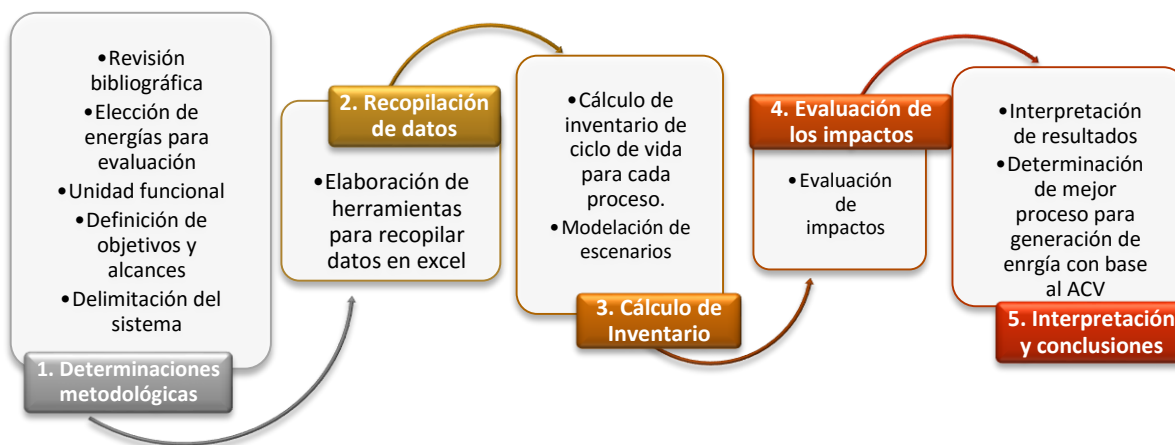 •Revisión
bibliográfica
•Elección de
energías para
evaluación
•Unidad funcional
•Definición de
objetivos y
alcances
•Delimitación del
sistema
1. Determinaciones
metodológicas
2. Recopilación
de datos
•Elaboración de
herramientas
para recopilar
datos en excel
•Cálculo de
inventario de
ciclo de vida
para cada
proceso.
•Modelación de
escenarios
3. Cálculo de
Inventario
4. Evaluación de
los impactos
•Evaluación
de
impactos
•Interpretación
de resultados
•Determinación
de mejor
proceso para
generación de
enrgía con base
al ACV
5. Interpretación
y conclusiones